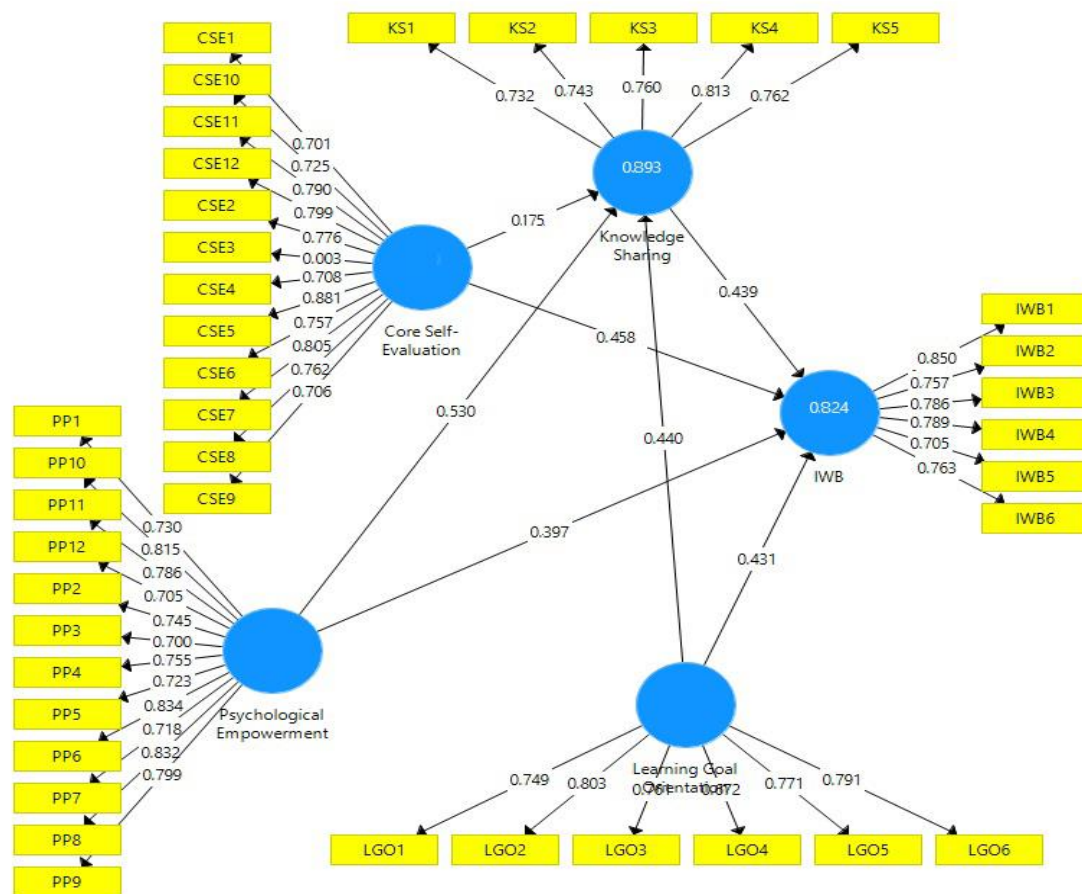 KS1 KS2 KS3 KS4 KS5
0.732 0.743 0.760 0.813 0.762
0.893
Knowledge
Sharing
CSE1
CSE10
CSE11
CSE12
CSE2
CSE3
CSE4
CSE5
CSE6
CSE7
CSE8
CSE9
0.701
0.725
0.790
0.799
0.776
0.003
0.708
0.881
0.757
0.805
0.762
0.706
Core Self-
Evaluation
0.175
0.458
0.439
0.530
0.440
0.397
0.431
0.824
IWB
0.850
0.757
0.786
0.789
0.705
0.763
IWB1
IWB2
IWB3
IWB4
IWB5
IWB6
PP1
PP10
PP11
PP12
PP2
PP3
PP4
PP5
PP6
PP7
PP8
PP9
0.730
0.815
0.786
0.705
0.745
0.700
0.755
0.723
0.834
0.718
0.832
0.799
Psychological
Empowerment
Learning Goal
Orientation
0.749 0.803 0.761 0.672 0.771 0.791
LGO1 LGO2 LGO3 LGO4 LGO5 LGO6